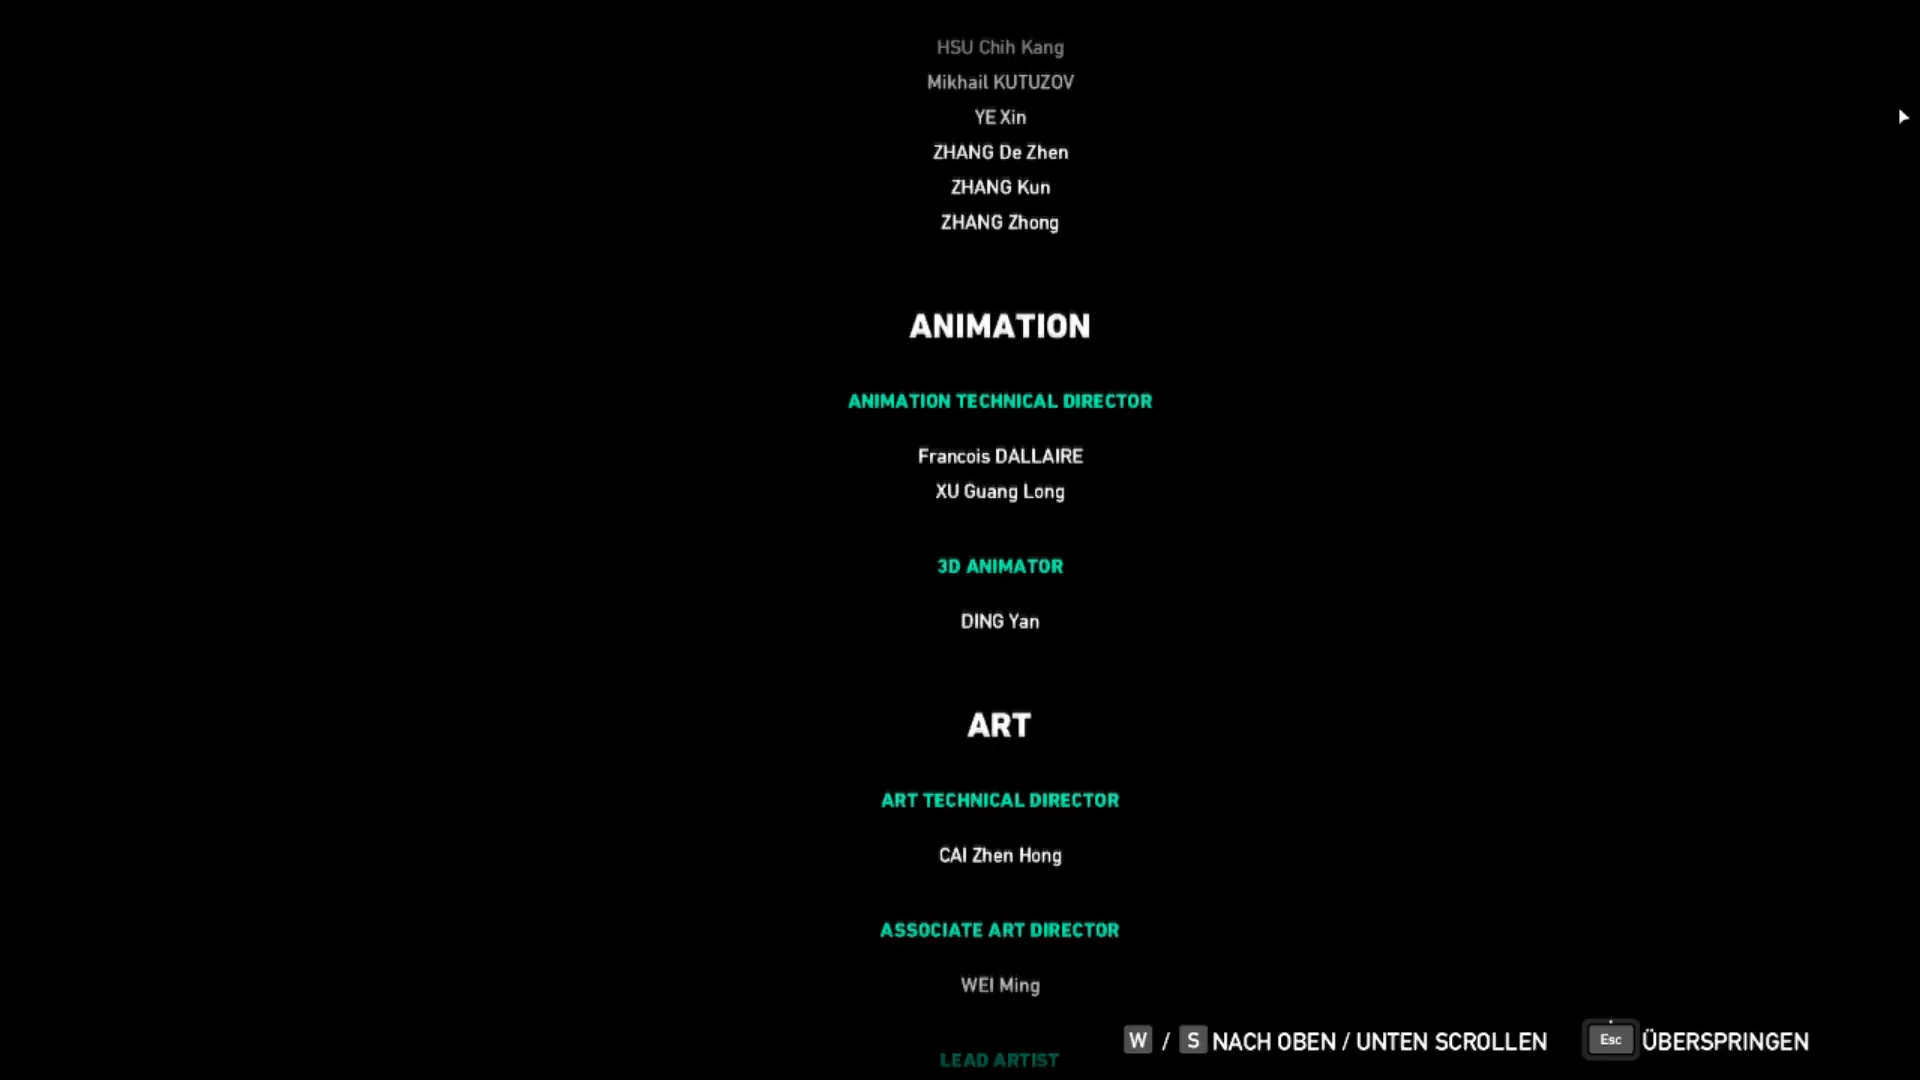 HSU Chih Kang
Mikhail KUTUZOV
YE Xin
ZHANG De Zhen
ZHANG Kun
ZHANG Zhong
ANIMATION
ANIMATION TECHNICAL DIRECTOR
Francois DALLAIRE
XU Guang Long
3D ANIMATOR
DING Yan
ART
ART TECHNICAL DIRECTOR
CAI Zhen Hong
ASSOCIATE ART DIRECTOR
WEI Ming
LEAD ARTIST
W / S NACH OBEN / UNTEN SCROLLEN Esc ÜBERSPRINGEN